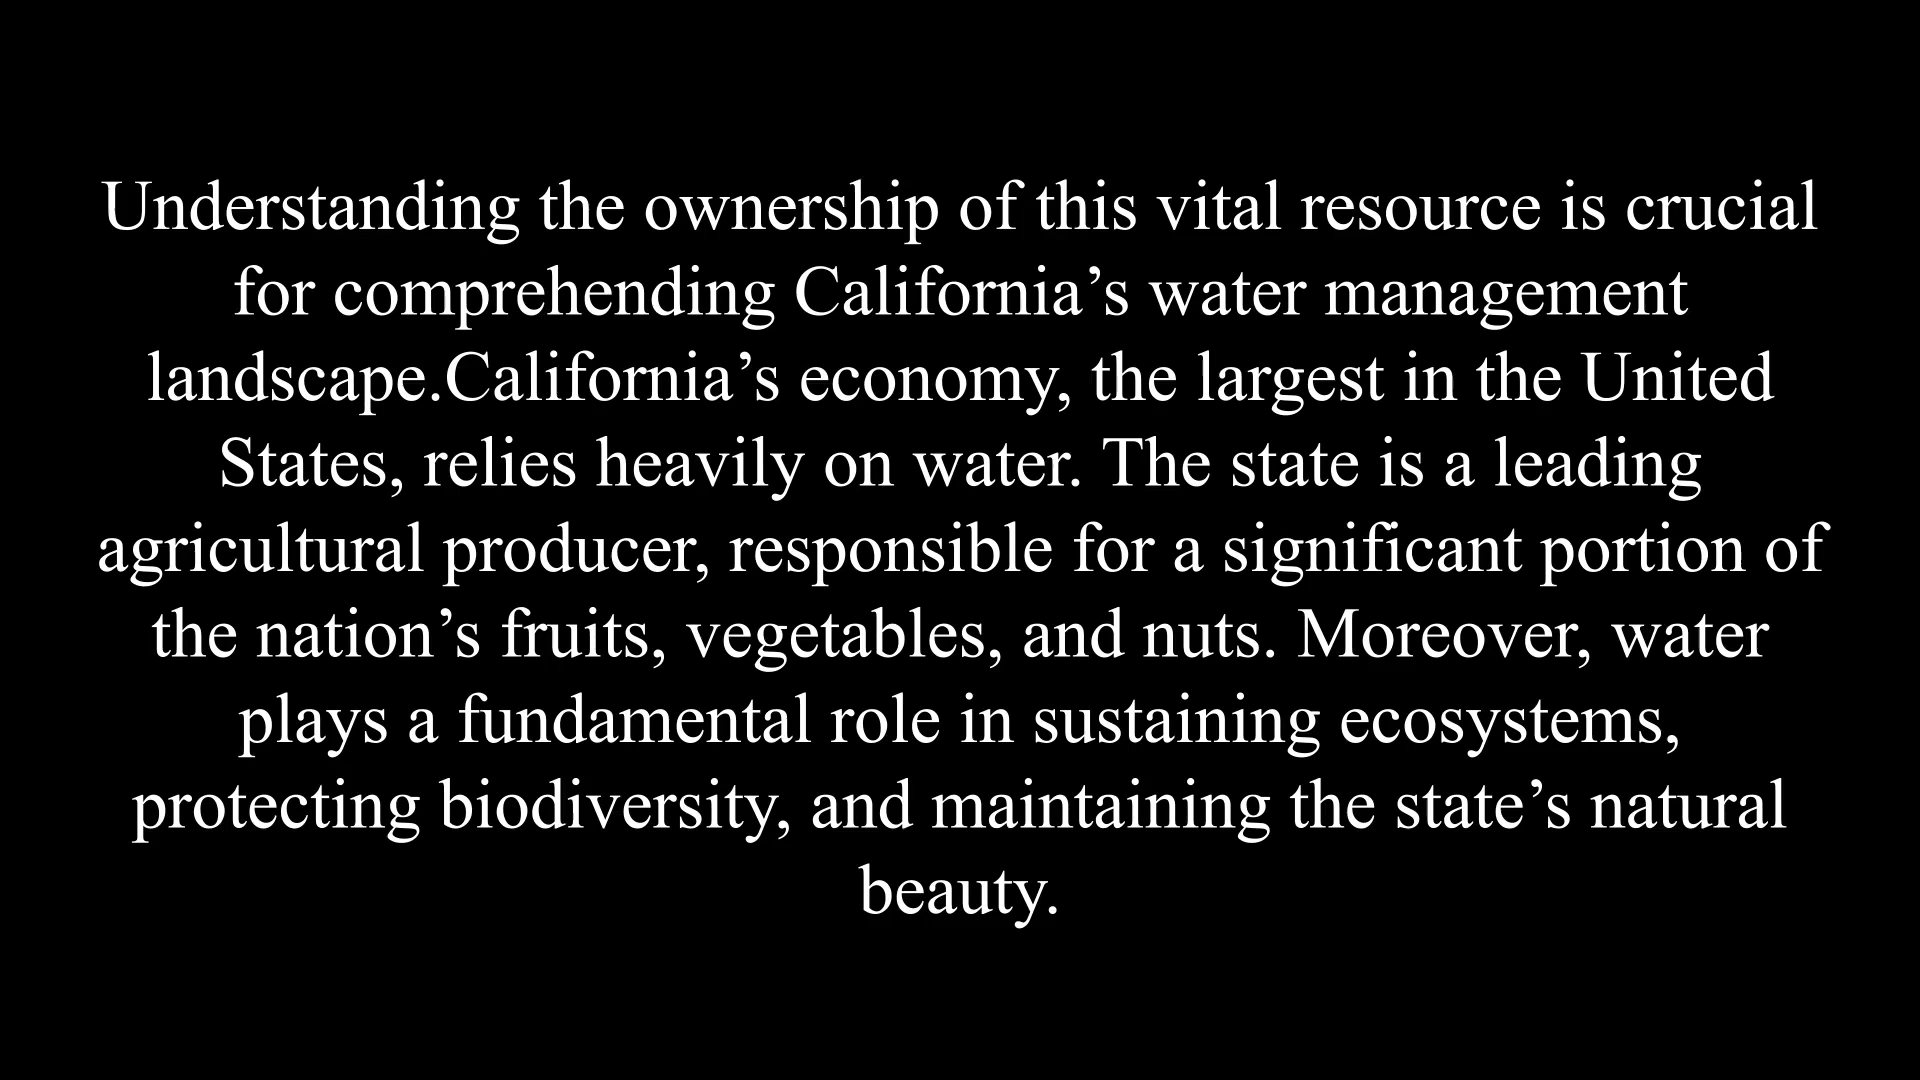 Understanding the ownership of this vital resource is crucial
for comprehending California’s water management
landscape.California’s economy, the largest in the United
States, relies heavily on water. The state is a leading
agricultural producer, responsible for a significant portion of
the nation’s fruits, vegetables, and nuts. Moreover, water
plays a fundamental role in sustaining ecosystems,
protecting biodiversity, and maintaining the state’s natural
beauty.